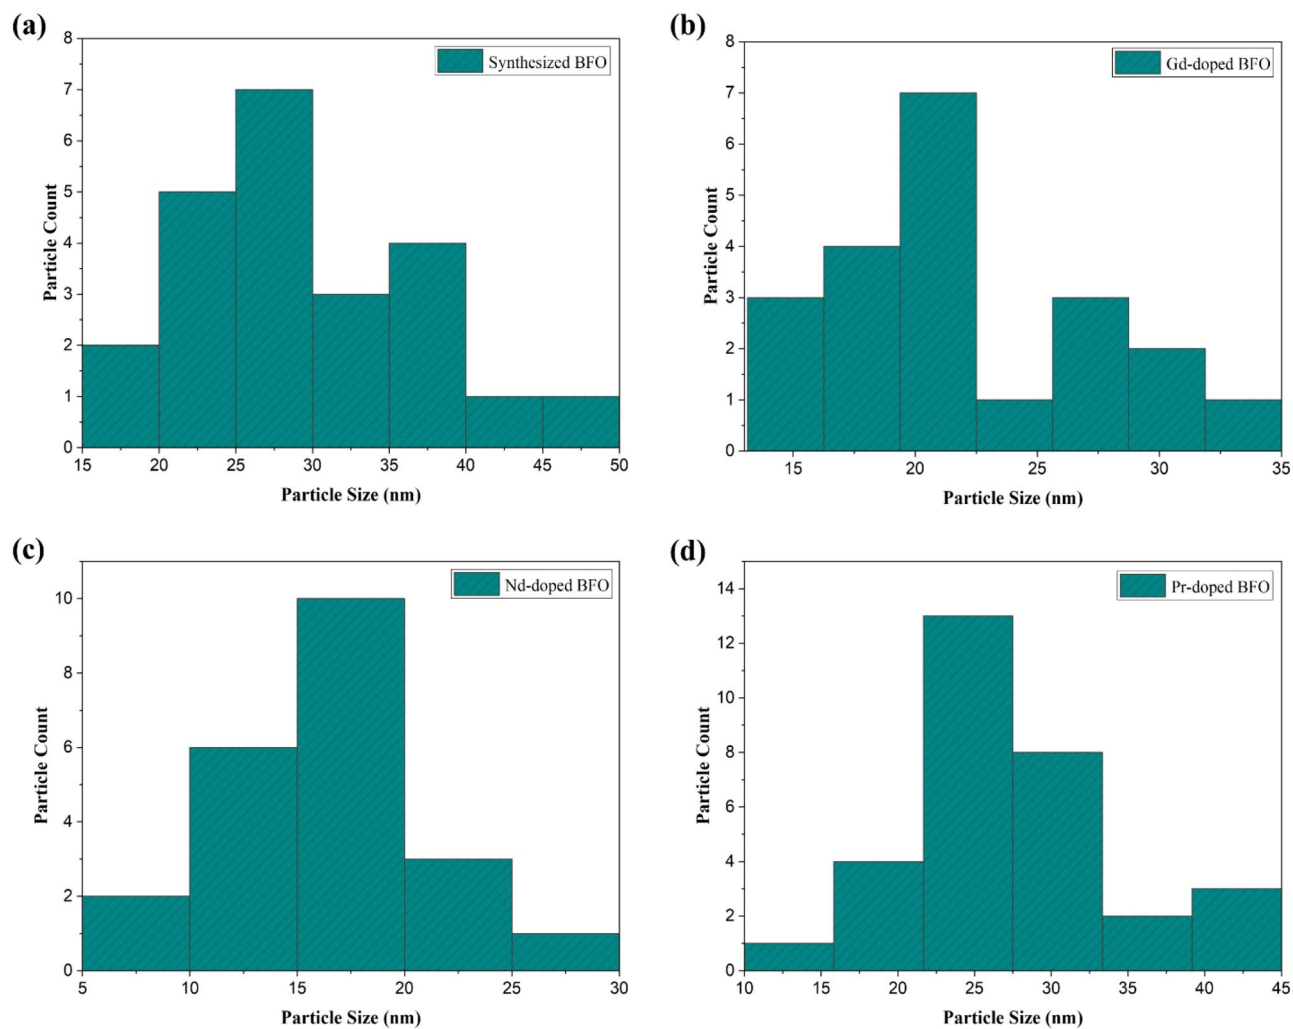 (a)
8
7
6
5
4
3
2
1
0
Particle Count
Synthesized BFO
15 20 25 30 35 40 45 50
Particle Size (nm)
(b)
8
7
6
5
4
3
2
1
0
Particle Count
Gd-doped BFO
15 20 25 30 35
Particle Size (nm)
(c)
10
8
6
4
2
0
Particle Count
Nd-doped BFO
5 10 15 20 25 30
Particle Size (nm)
(d)
14
12
10
8
6
4
2
0
Particle Count
Pr-doped BFO
10 15 20 25 30 35 40 45
Particle Size (nm)